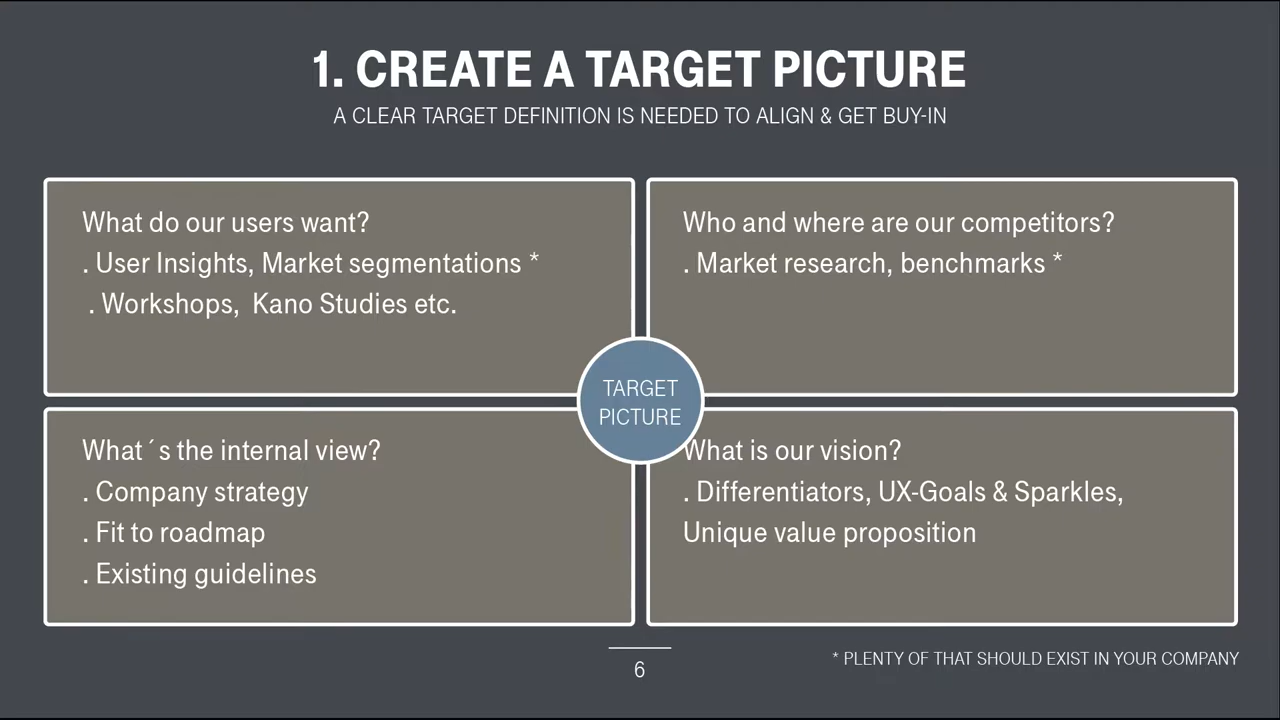 1. CREATE A TARGET PICTURE
A CLEAR TARGET DEFINITION IS NEEDED TO ALIGN & GET BUY-IN
What do our users want?
. User Insights, Market segmentations *
. Workshops,  Kano Studies etc.
Who and where are our competitors?
. Market research, benchmarks *
TARGET
PICTURE
What´s the internal view?
. Company strategy
. Fit to roadmap
. Existing guidelines
What is our vision?
. Differentiators, UX-Goals & Sparkles,
Unique value proposition
* PLENTY OF THAT SHOULD EXIST IN YOUR COMPANY
6